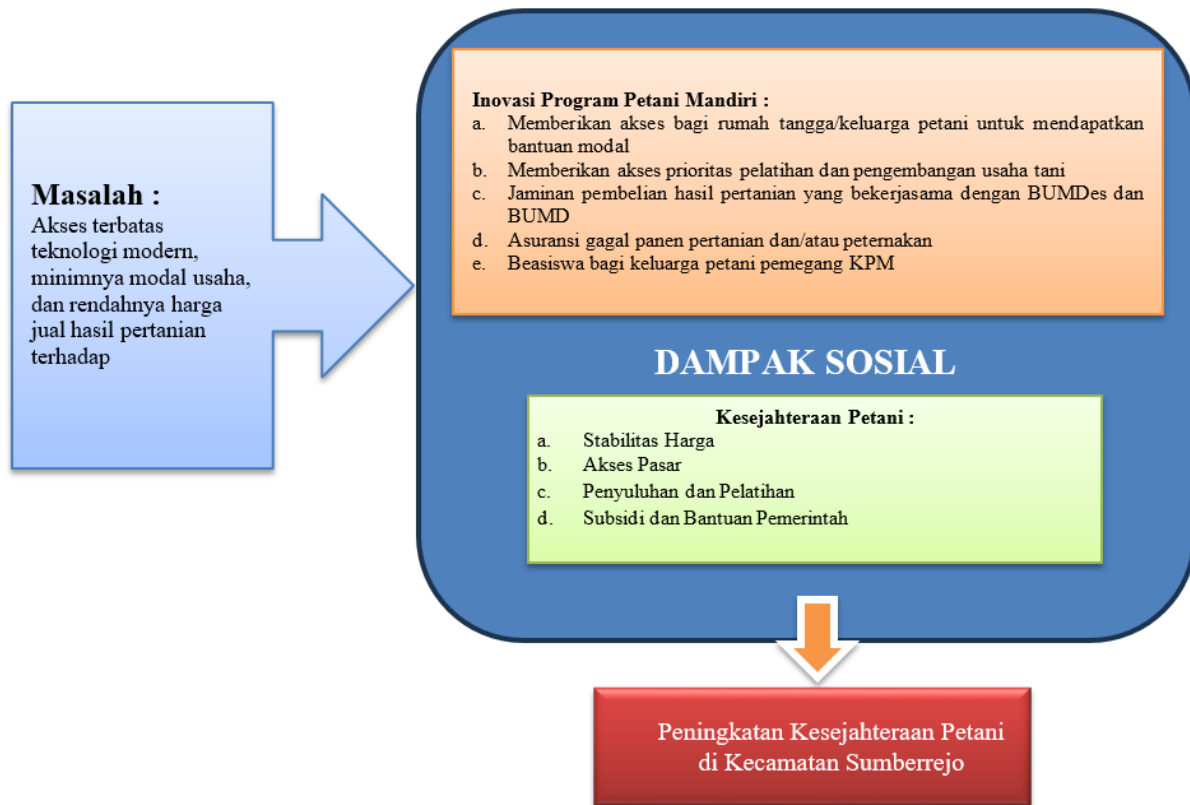 Masalah :
Akses terbatas
teknologi modern,
minimnya modal usaha,
dan rendahnya harga
jual hasil pertanian
terhadap
Inovasi Program Petani Mandiri :
a. Memberikan akses bagi rumah tangga/keluarga petani untuk mendapatkan
bantuan modal
b. Memberikan akses prioritas pelatihan dan pengembangan usaha tani
c. Jaminan pembelian hasil pertanian yang bekerjasama dengan BUMDes dan
BUMD
d. Asuransi gagal panen pertanian dan/atau peternakan
e. Beasiswa bagi keluarga petani pemegang KPM
DAMPAK SOSIAL
Kesejahteraan Petani :
a. Stabilitas Harga
b. Akses Pasar
c. Penyuluhan dan Pelatihan
d. Subsidi dan Bantuan Pemerintah
Peningkatan Kesejahteraan Petani
di Kecamatan Sumberrejo